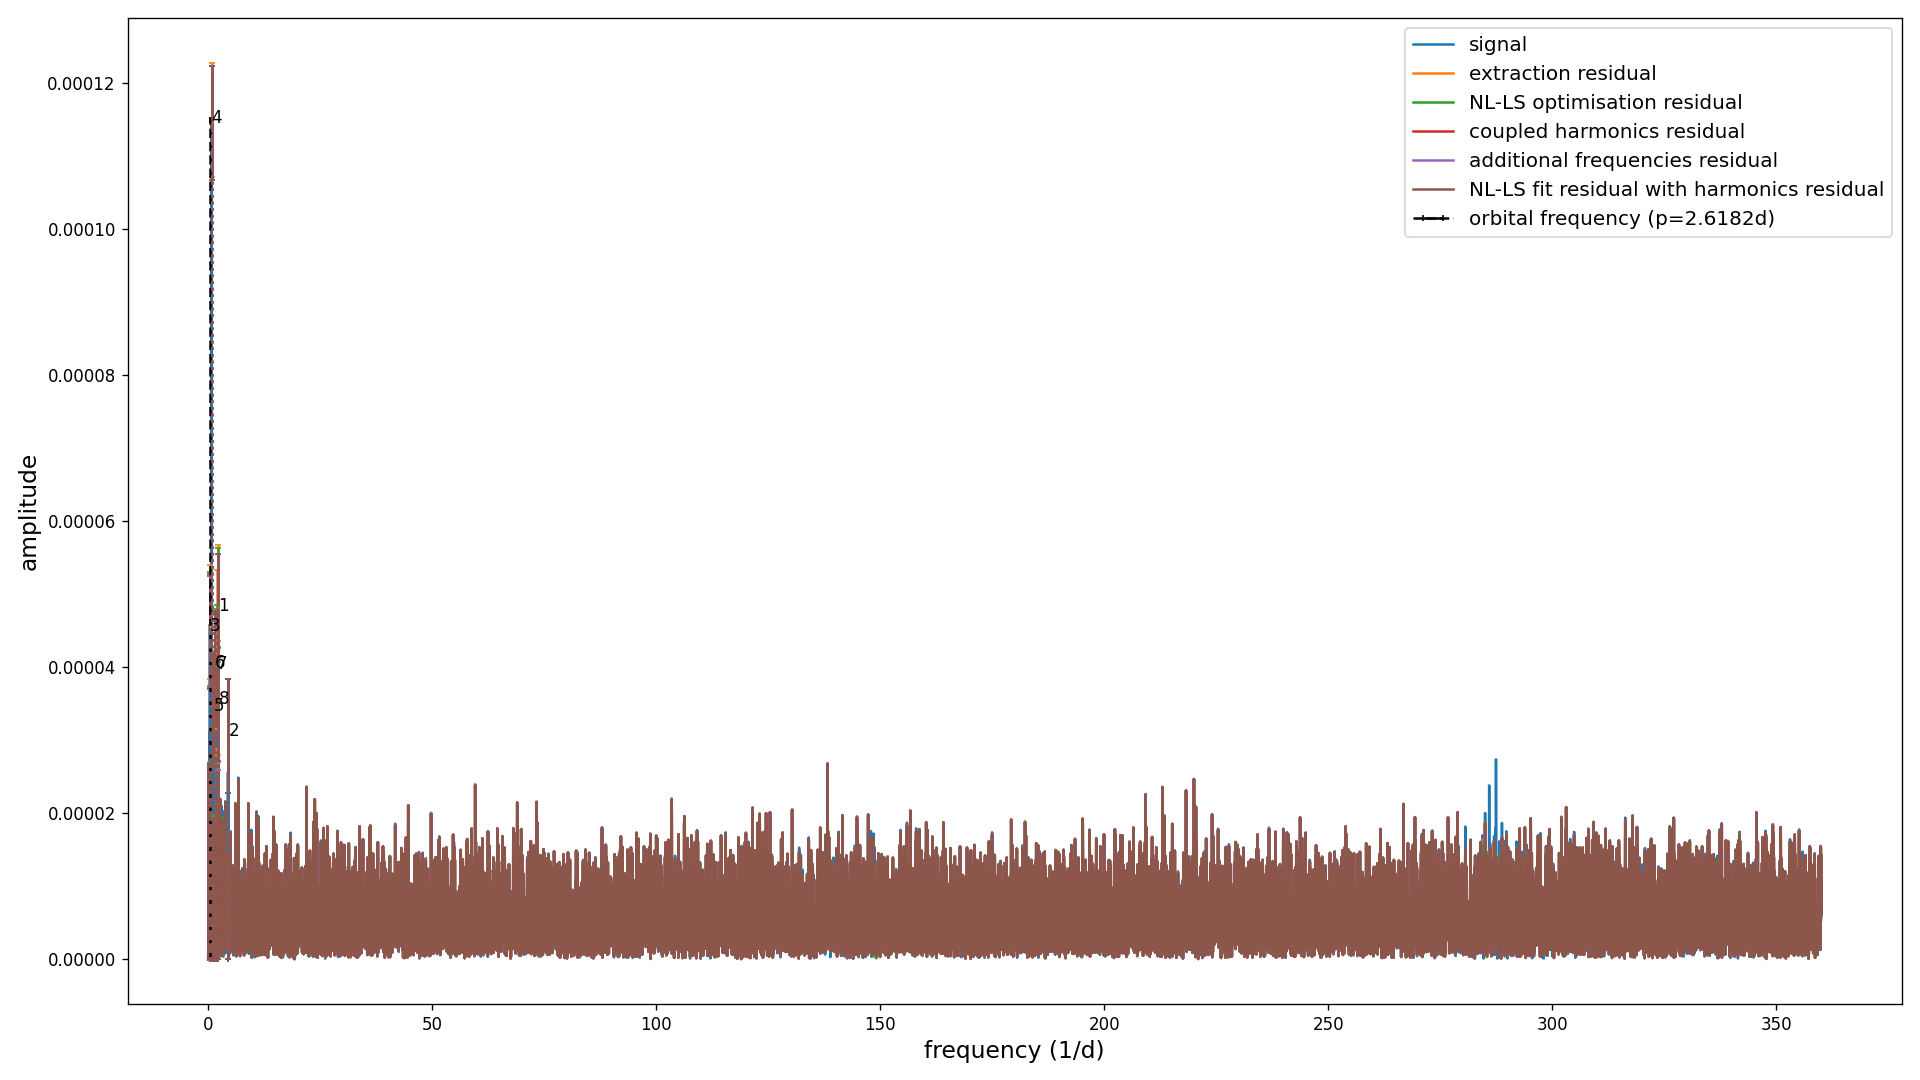 signal
extraction residual
NL-LS optimisation residual
coupled harmonics residual
additional frequencies residual
NL-LS fit residual with harmonics residual
orbital frequency (p=2.6182d)
amplitude
0.00012
0.00010
0.00008
0.00006
0.00004
0.00002
0.00000
4
1
3
6
7
5
8
2
0
50
100
150
200
250
300
350
frequency (1/d)